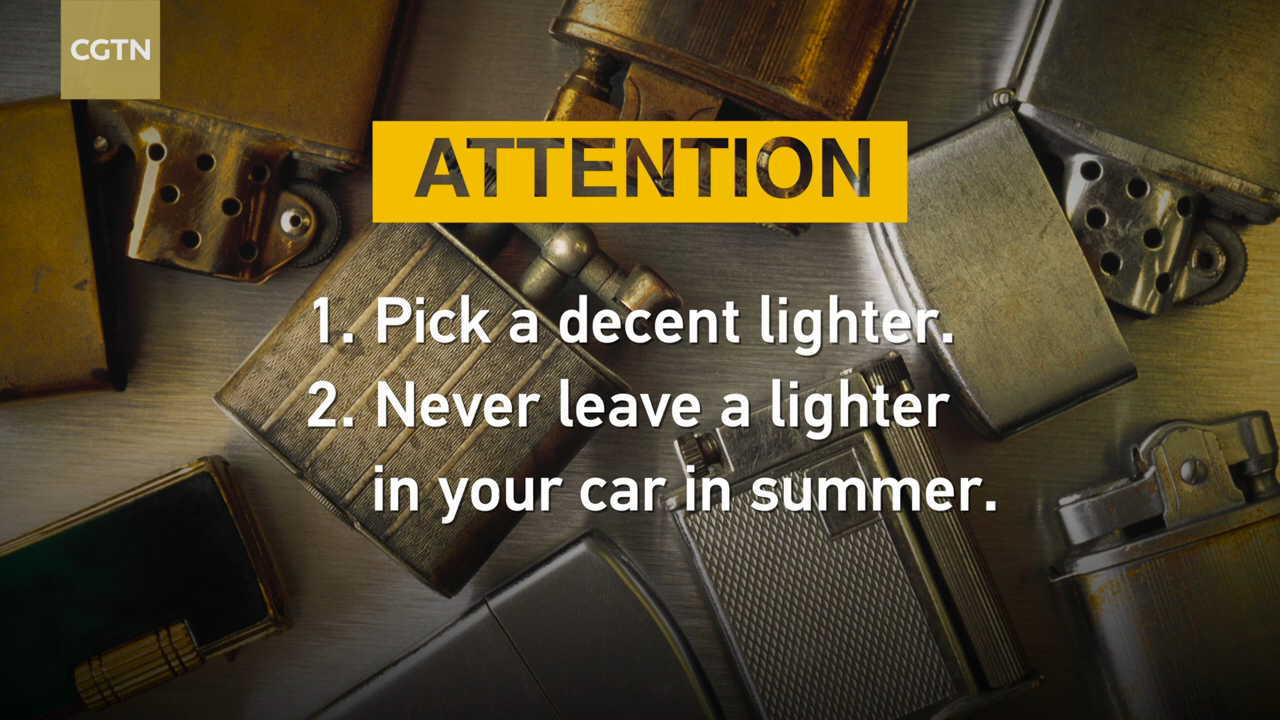 CGTN
ATTENTION
1. Pick a decent lighter.
2. Never leave a lighter
in your car in summer.